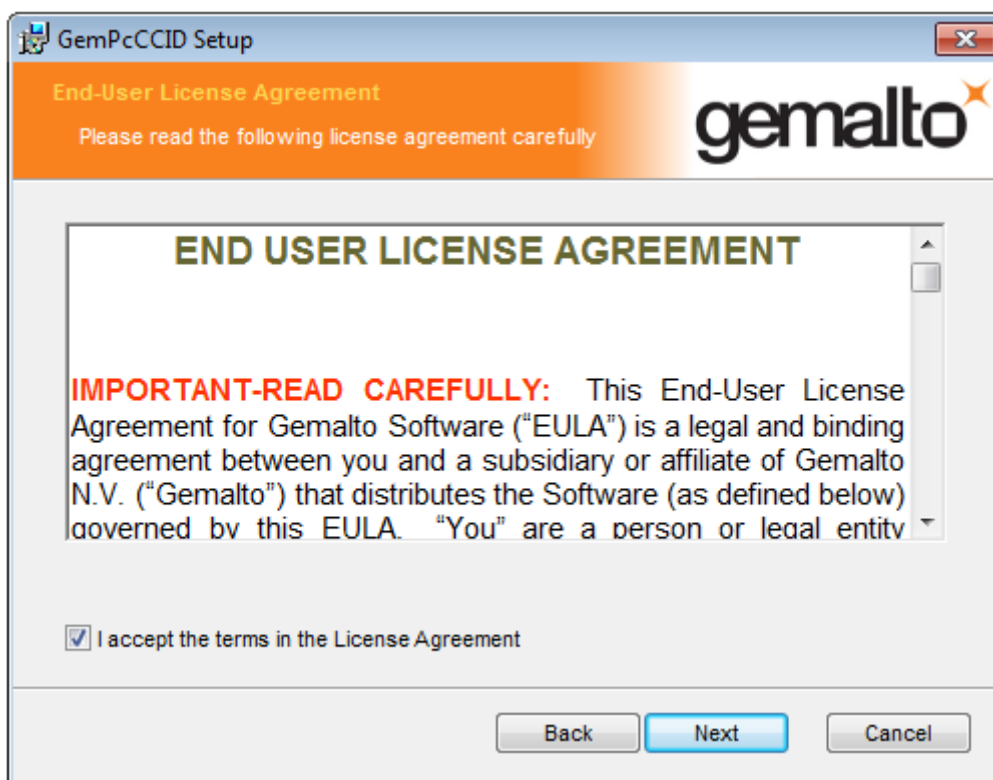 GemPcCCID Setup
End-User License Agreement
Please read the following license agreement carefully
gemalto
END USER LICENSE AGREEMENT
IMPORTANT-READ CAREFULLY: This End-User License
Agreement for Gemalto Software (“EULA”) is a legal and binding
agreement between you and a subsidiary or affiliate of Gemalto
N.V. (“Gemalto”) that distributes the Software (as defined below)
governed by this EULA. “You” are a person or legal entity
I accept the terms in the License Agreement
Back Next Cancel